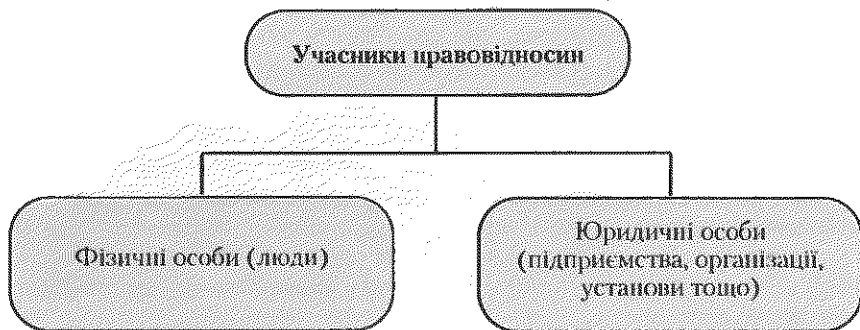 Учасники правовідносин
Фізичні особи (люди)
Юридичні особи
(підприємства, організації,
установи тощо)